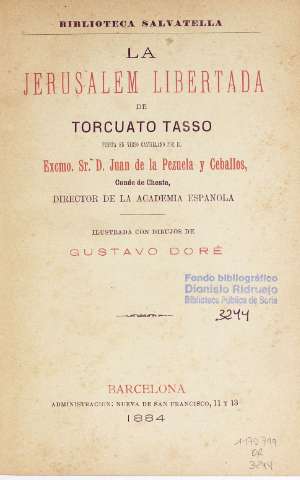 BIBLIOTECA SALVATELLA
LA
JERUSALEM LIBERTADA
DE
TORCUATO TASSO
PUESTA EN VERSO CASTELLANO POR EL
Excmo. Sr. D. Juan de la Pezuela y Ceballos,
Conde de Cheste,
DIRECTOR DE LA ACADEMIA ESPAÑOLA
ILUSTRADA CON DIBUJOS DE
GUSTAVO DORÉ
Fondo bibliográfico
Dionisio Ridruejo
Biblioteca Pública de Soria
3244
BARCELONA
ADMINISTRACION: NUEVA DE SAN FRANCISCO, 11 Y 13
1884
3244